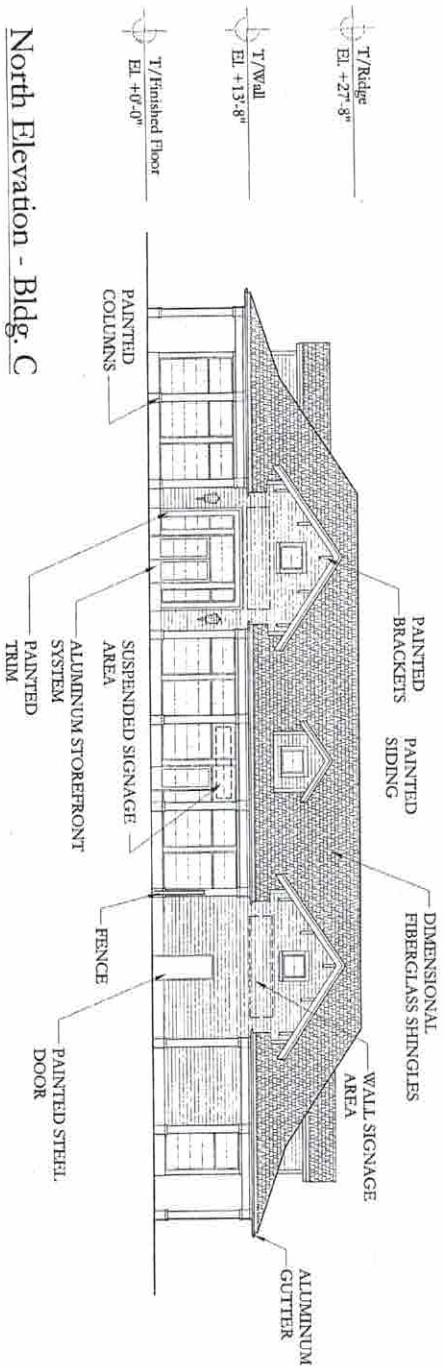 T/Ridge
El. +27'-8"
T/Wall
El. +13'-8"
T/Finished Floor
El. +0'-0"
PAINTED
BRACKETS
PAINTED
SIDING
DIMENSIONAL
FIBERGLASS SHINGLES
WALL SIGNAGE
AREA
ALUMINUM
GUTTER
PAINTED
COLUMNS
PAINTED
TRIM
ALUMINUM STOREFRONT
SYSTEM
SUSPENDED SIGNAGE
AREA
FENCE
PAINTED STEEL
DOOR
North Elevation - Bldg. C